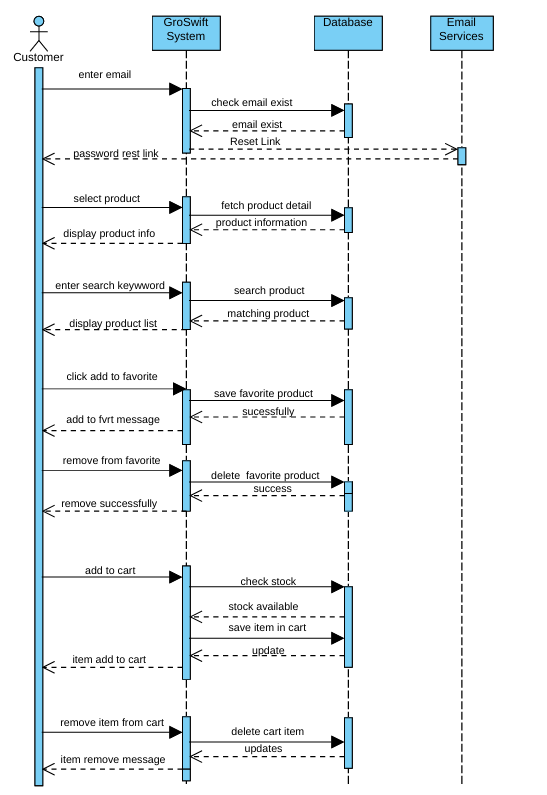 GroSwift
System
Database
Email
Services
Customer
enter email
check email exist
email exist
Reset Link
password rest link
select product
fetch product detail
product information
display product info
enter search keywword
search product
matching product
display product list
click add to favorite
save favorite product
sucessfully
add to fvrt message
remove from favorite
delete  favorite product
success
remove successfully
add to cart
check stock
stock available
save item in cart
update
item add to cart
remove item from cart
delete cart item
updates
item remove message